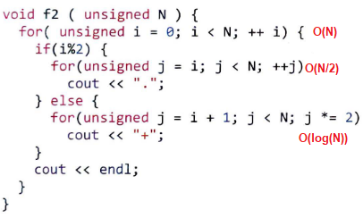 void f2 ( unsigned N ) {
for( unsigned i = 0; i < N; ++ i) { O(N)
if(i%2) {
for(unsigned j = i; j < N; ++j) O(N/2)
cout << ".";
} else {
for(unsigned j = i + 1; j < N; j *= 2)
cout << "+"; O(log(N))
}
cout << endl;
}
}